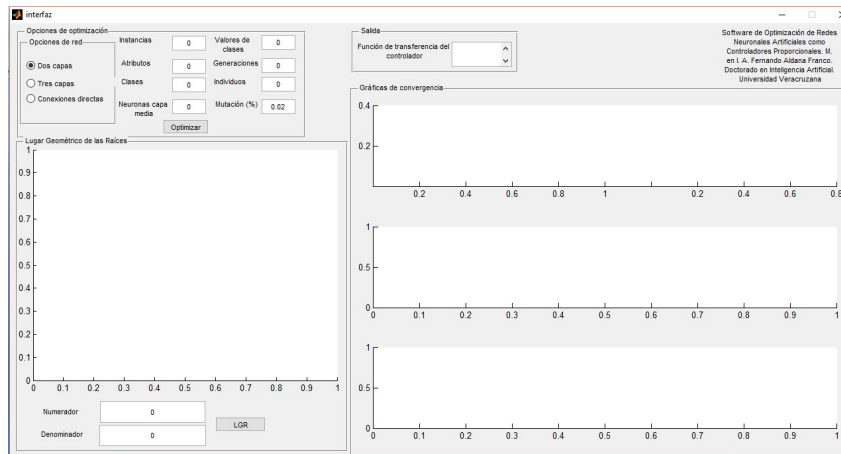 interfaz
Opciones de optimización
Opciones de red
Dos capas
Tres capas
Conexiones directas
Instancias
0
Valores de
clases
0
Atributos
0
Generaciones
0
Clases
0
Individuos
0
Neuronas capa
media
0
Mutación (%)
0.02
Optimizar
Salida
Función de transferencia del
controlador
Software de Optimización de Redes
Neuronales Artificiales como
Controladores Proporcionales. M.
en I. A. Fernando Aldana Franco.
Doctorado en Inteligencia Artificial.
Universidad Veracruzana
Lugar Geométrico de las Raíces
1
0.9
0.8
0.7
0.6
0.5
0.4
0.3
0.2
0.1
0
0 0.1 0.2 0.3 0.4 0.5 0.6 0.7 0.8 0.9 1
Numerador
0
Denominador
0
LGR
Gráficas de convergencia
0.4
0.2
0.2 0.4 0.6 0.8 1 0.2 0.4 0.6 0.8
1
0.5
0
0 0.1 0.2 0.3 0.4 0.5 0.6 0.7 0.8 0.9 1
1
0.5
0
0 0.1 0.2 0.3 0.4 0.5 0.6 0.7 0.8 0.9 1